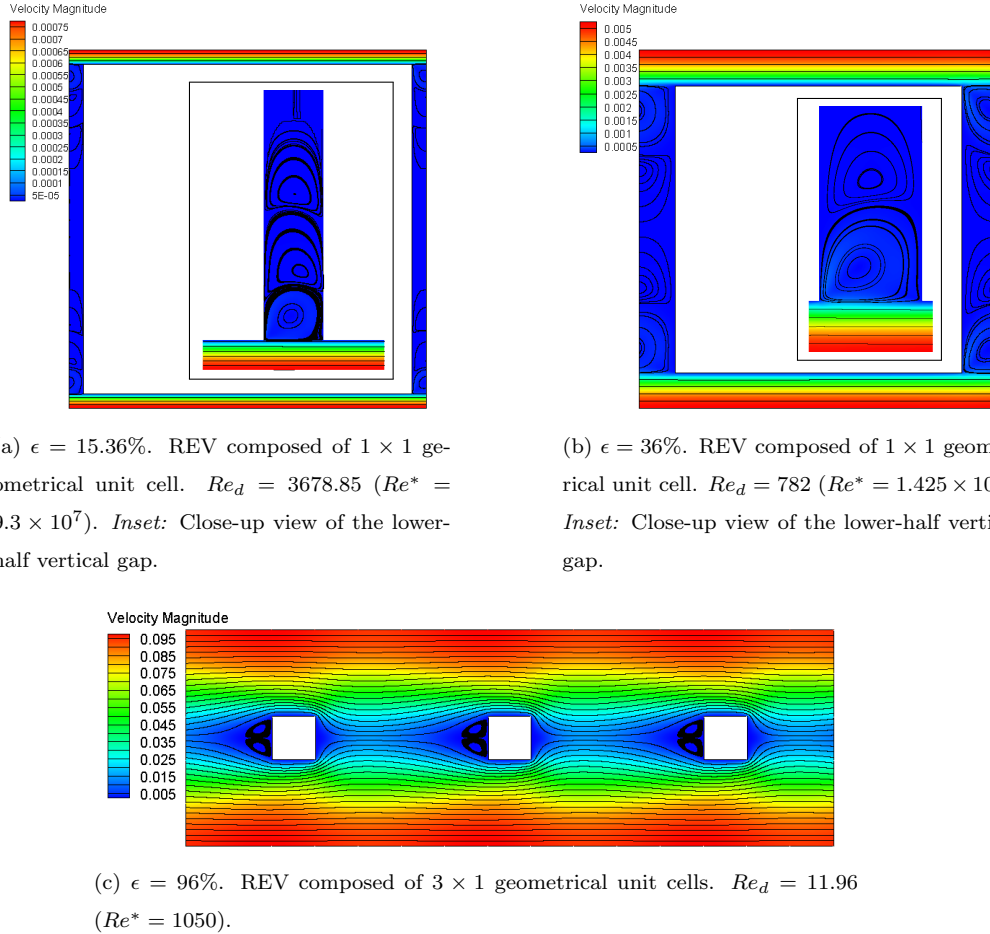 Velocity Magnitude
0.00075
0.0007
0.00065
0.0006
0.00055
0.0005
0.00045
0.0004
0.00035
0.0003
0.00025
0.0002
0.00015
0.0001
5E-05
Velocity Magnitude
0.005
0.0045
0.004
0.0035
0.003
0.0025
0.002
0.0015
0.001
0.0005
a) ϵ = 15.36%. REV composed of 1 × 1 ge-
ometrical unit cell. Re_d = 3678.85 (Re* =
9.3 × 10^7). Inset: Close-up view of the lower-
half vertical gap.
(b) ϵ = 36%. REV composed of 1 × 1 geom
rical unit cell. Re_d = 782 (Re* = 1.425 × 10
Inset: Close-up view of the lower-half verti
gap.
Velocity Magnitude
0.095
0.085
0.075
0.065
0.055
0.045
0.035
0.025
0.015
0.005
(c) ϵ = 96%. REV composed of 3 × 1 geometrical unit cells. Re_d = 11.96
(Re* = 1050).